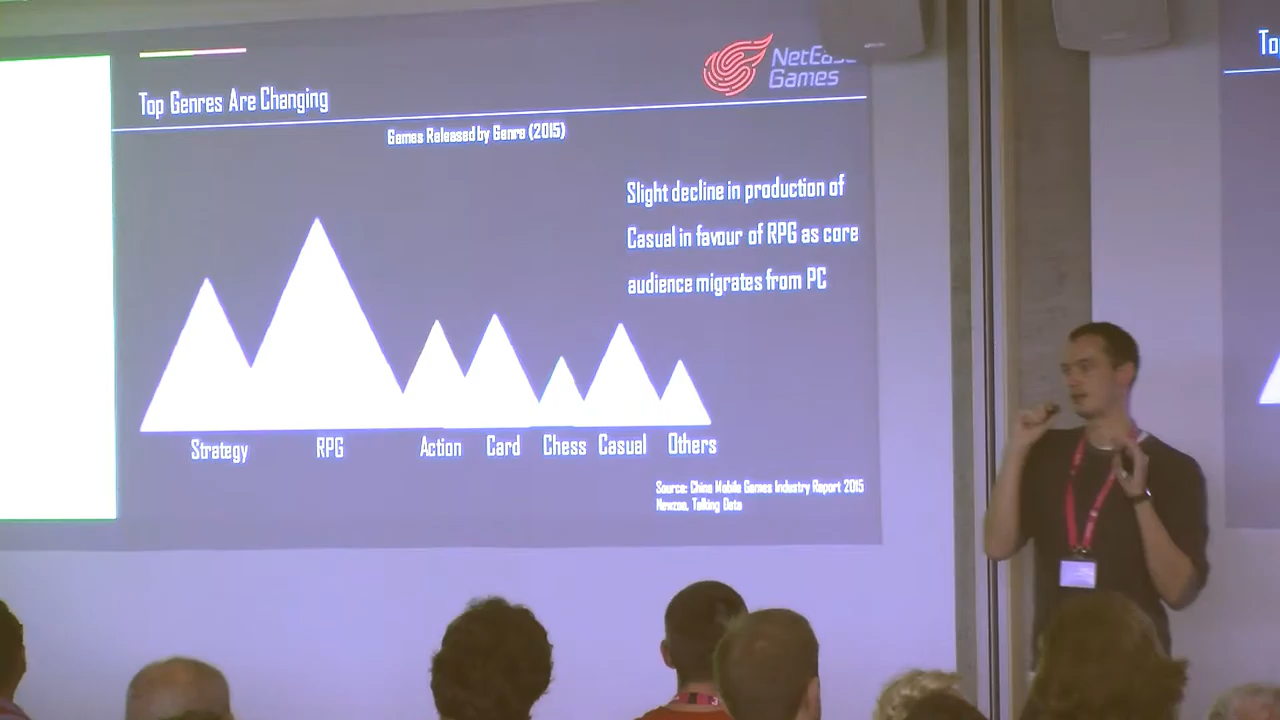 NetEase
Games
Top Genres Are Changing
Games Released by Genre (2015)
Slight decline in production of
Casual in favour of RPG as core
audience migrates from PC
Strategy RPG Action Card Chess Casual Others
Source: China Mobile Games Industry Report 2015
Newzoo, Talking Data
To